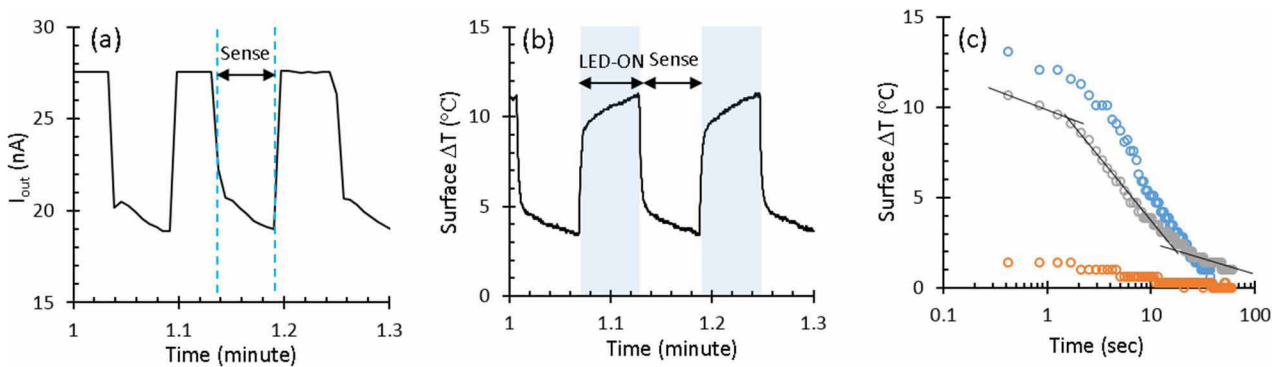 (a)
Sense
I_out (nA)
30
25
20
15
1
1.1
1.2
1.3
Time (minute)
(b)
LED-ON
Sense
Surface ΔT (°C)
15
10
5
0
1
1.1
1.2
1.3
Time (minute)
(c)
Surface ΔT (°C)
15
10
5
0
0.1
1
10
100
Time (sec)